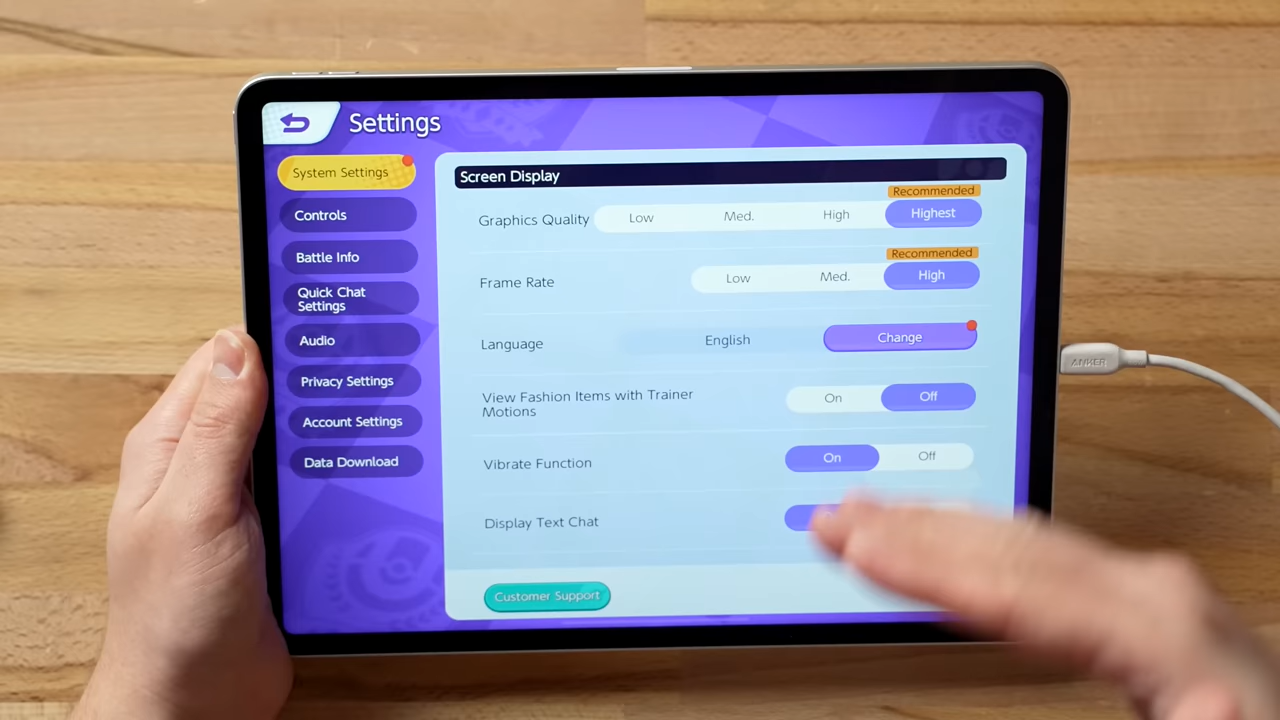 Settings
System Settings
Controls
Battle Info
Quick Chat
Settings
Audio
Privacy Settings
Account Settings
Data Download
Screen Display
Recommended
Graphics Quality Low Med. High Highest
Recommended
Frame Rate Low Med. High
Language English Change
View Fashion Items with Trainer
Motions
On Off
Vibrate Function On Off
Display Text Chat
Customer Support
ANKER